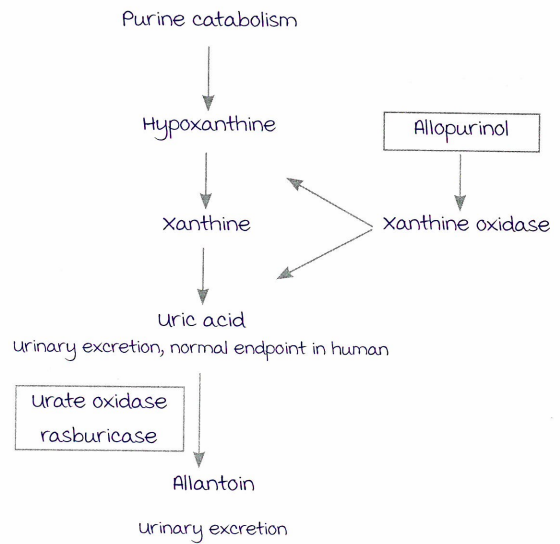 Purine catabolism
Hypoxanthine
Allopurinol
Xanthine
Xanthine oxidase
Uric acid
Urinary excretion, normal endpoint in human
Urate oxidase
rasburicase
Allantoin
Urinary excretion